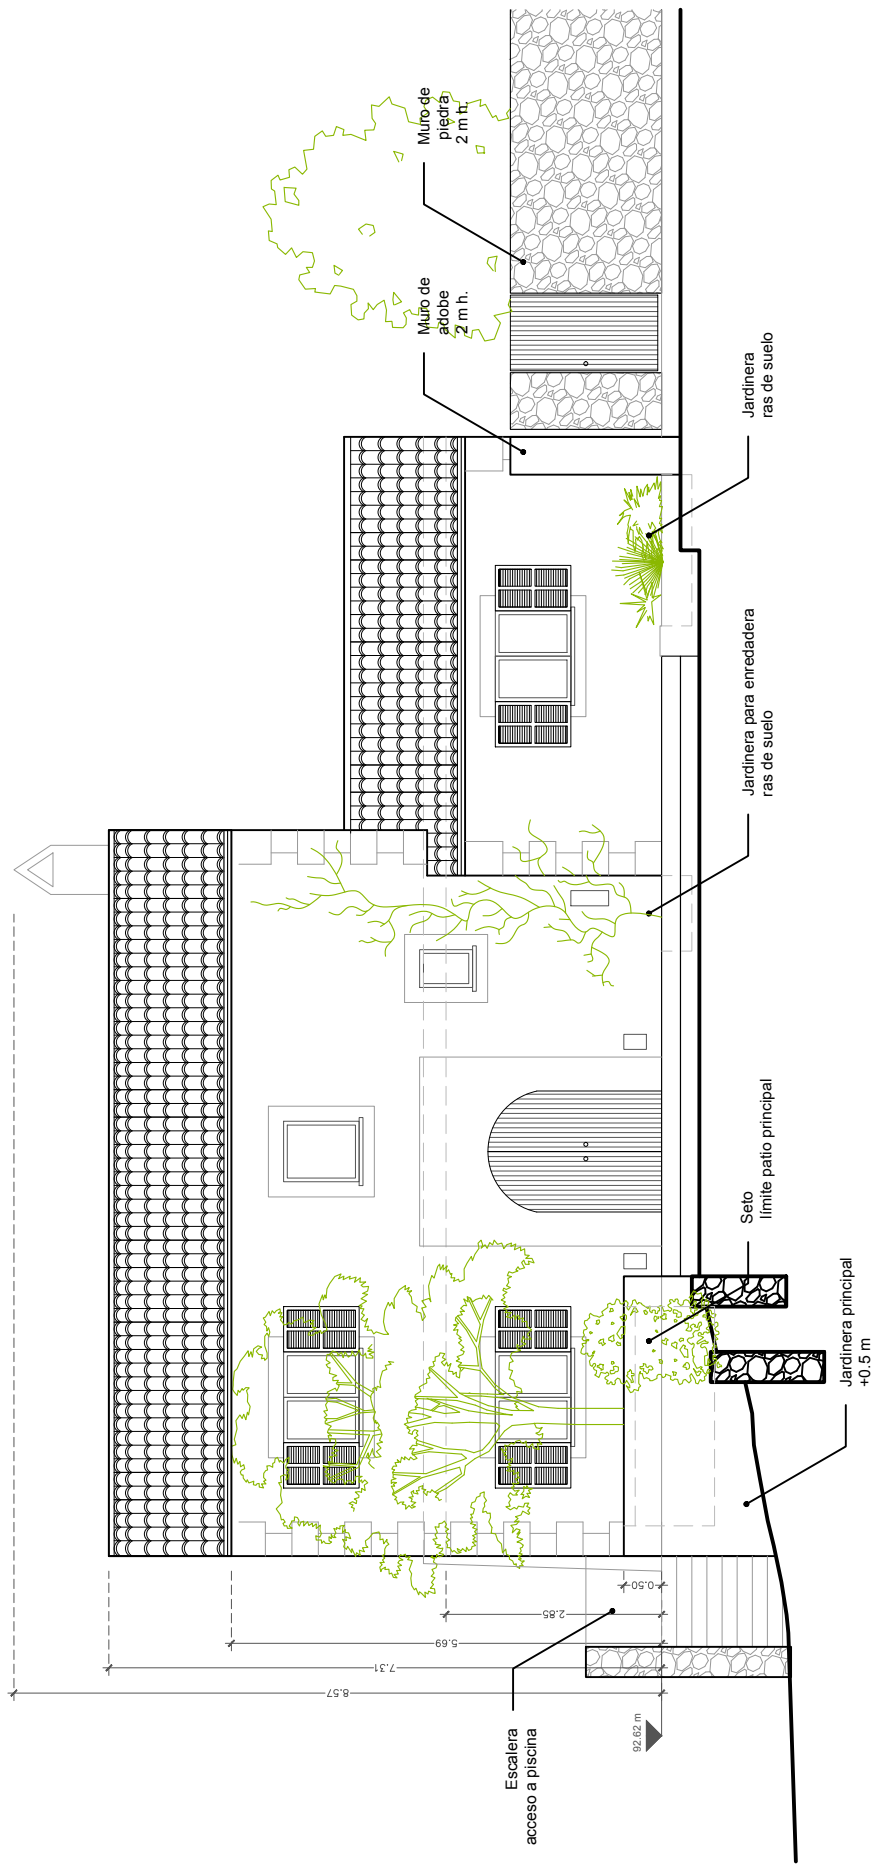 Escalera
acceso a piscina
Muro de
adobe
2 m h.
Muro de
piedra
2 m h.
8.57
7.31
5.69
2.85
0.50
92.62 m
Jardinera principal
+0.5 m
Seto
límite patio principal
Jardinera para enredadera
ras de suelo
Jardinera
ras de suelo